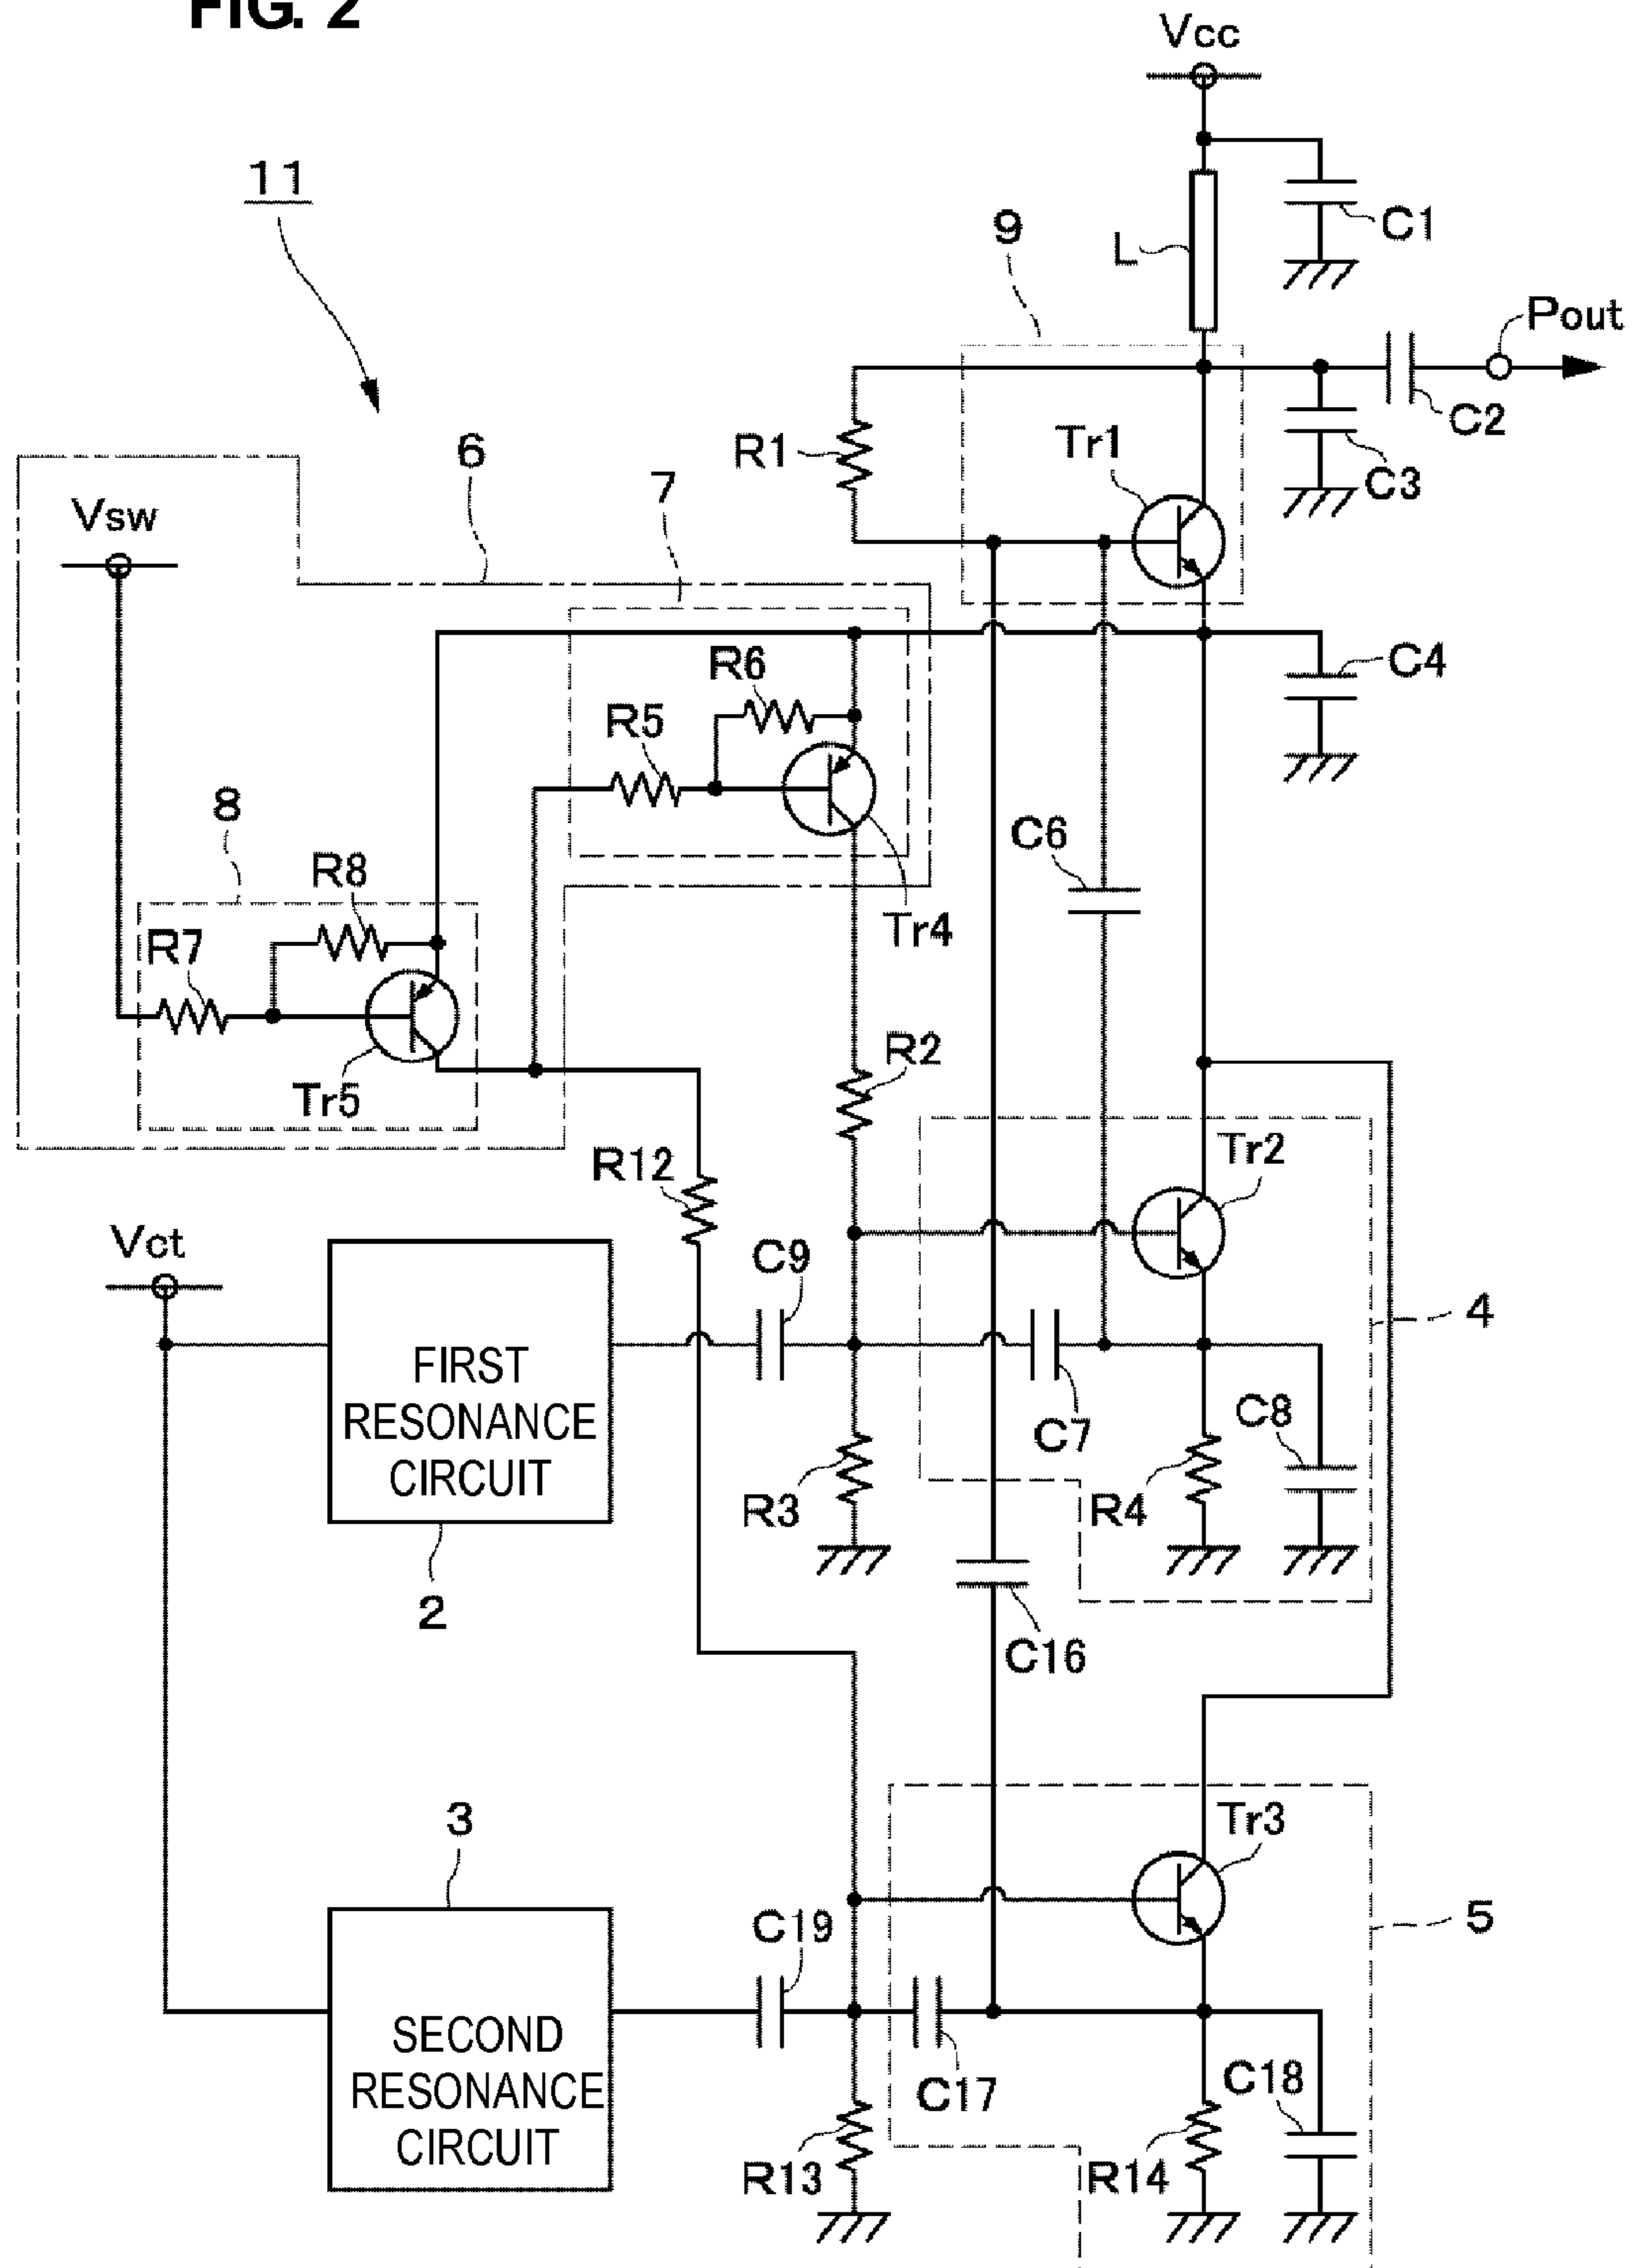 FIG. 2
Vcc
11
C1
9
L
Pout
C2
R1
Tr1
C3
6
7
Vsw
R6
C4
R5
8
C6
R8
Tr4
R7
R2
Tr5
Tr2
R12
Vct
C9
4
FIRST
RESONANCE
CIRCUIT
C7
C8
R3
R4
2
C16
3
Tr3
C19
5
SECOND
RESONANCE
CIRCUIT
C17
C18
R13
R14